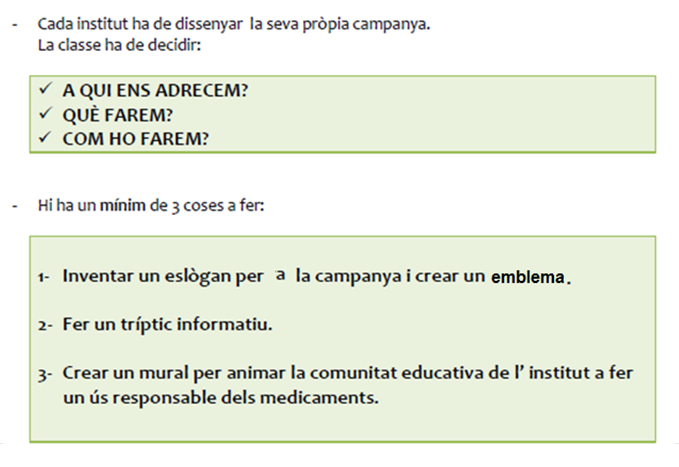 - Cada institut ha de dissenyar la seva pròpia campanya.
La classe ha de decidir:
✓ A QUI ENS ADRECEM?
✓ QUÈ FAREM?
✓ COM HO FAREM?
- Hi ha un mínim de 3 coses a fer:
1- Inventar un eslògan per a la campanya i crear un emblema.
2- Fer un tríptic informatiu.
3- Crear un mural per animar la comunitat educativa de l’ institut a fer
un ús responsable dels medicaments.